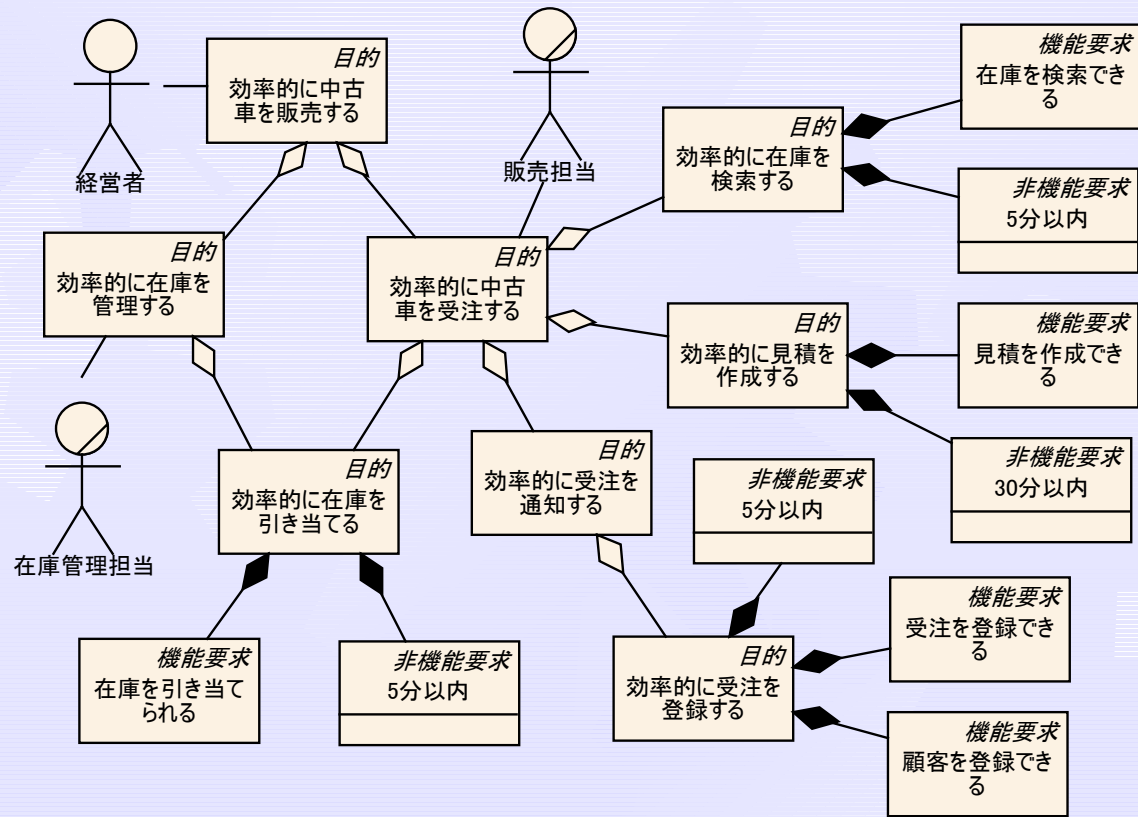 目的
効率的に中古
車を販売する
経営者
販売担当
機能要求
在庫を検索でき
る
目的
効率的に在庫を
検索する
非機能要求
5分以内
目的
効率的に在庫を
管理する
目的
効率的に中古
車を受注する
目的
効率的に見積を
作成する
機能要求
見積を作成でき
る
非機能要求
30分以内
在庫管理担当
目的
効率的に在庫を
引き当てる
目的
効率的に受注を
通知する
非機能要求
5分以内
機能要求
在庫を引き当て
られる
非機能要求
5分以内
目的
効率的に受注を
登録する
機能要求
受注を登録でき
る
機能要求
顧客を登録でき
る